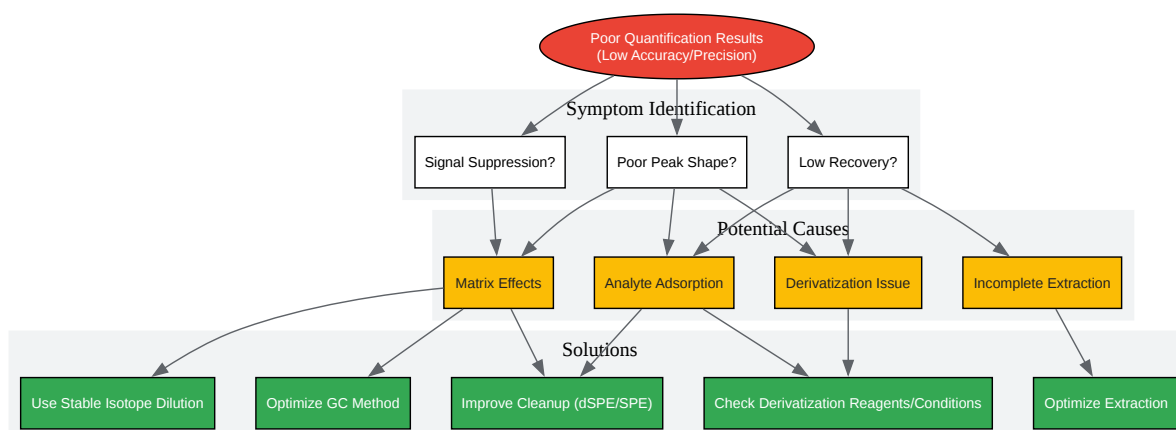 Poor Quantification Results
(Low Accuracy/Precision)
Symptom Identification
Signal Suppression?
Poor Peak Shape?
Low Recovery?
Potential Causes
Matrix Effects
Analyte Adsorption
Derivatization Issue
Incomplete Extraction
Solutions
Use Stable Isotope Dilution
Optimize GC Method
Improve Cleanup (dSPE/SPE)
Check Derivatization Reagents/Conditions
Optimize Extraction